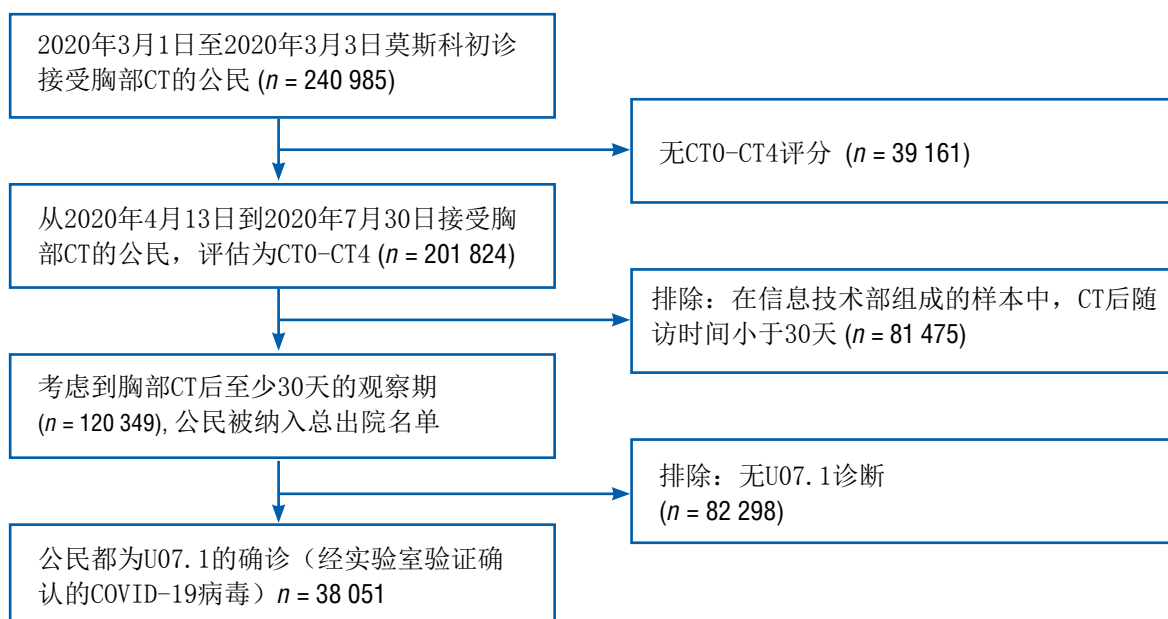 2020年3月1日至2020年3月3日莫斯科初诊
接受胸部CT的公民 (n = 240 985)
无CT0-CT4评分 (n = 39 161)
从2020年4月13日到2020年7月30日接受胸
部CT的公民，评估为CT0-CT4 (n = 201 824)
排除：在信息技术部组成的样本中，CT后随
访时间小于30天 (n = 81 475)
考虑到胸部CT后至少30天的观察期
(n = 120 349), 公民被纳入总出院名单
排除：无U07.1诊断
(n = 82 298)
公民都为U07.1的确诊（经实验室验证确
认的COVID-19病毒）n = 38 051